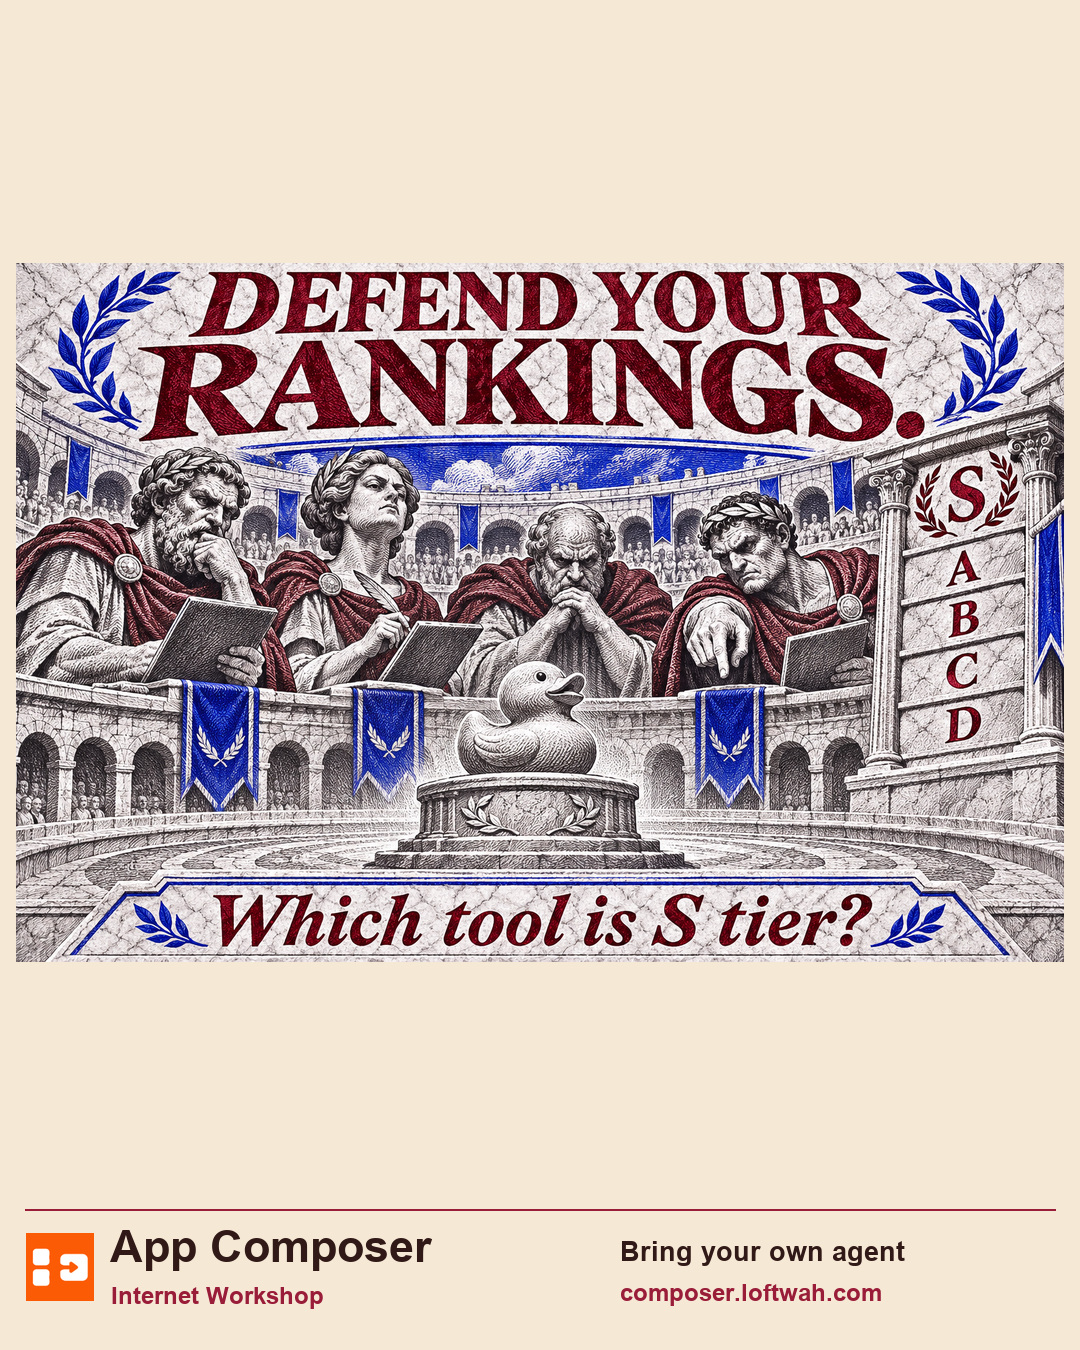 DEFEND YOUR
RANKINGS.
S
A
B
C
D
Which tool is S tier?
App Composer
Internet Workshop
Bring your own agent
composer.loftwah.com